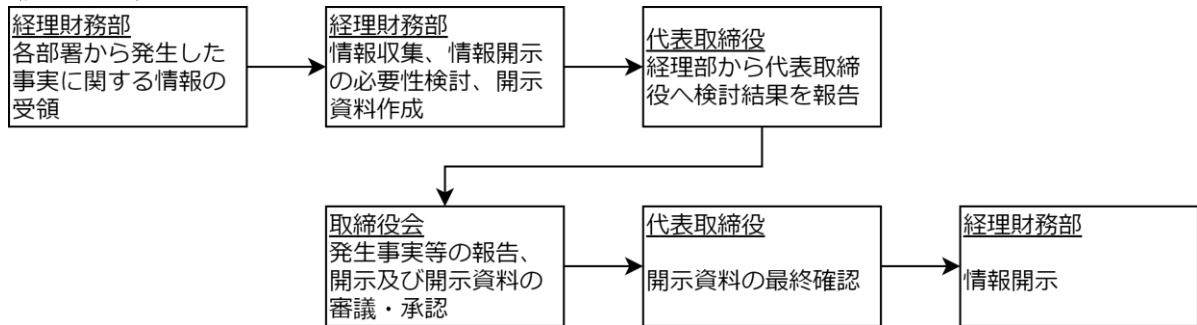 経理財務部
各部署から発生した
事実に関する情報の
受領
経理財務部
情報収集、情報開示
の必要性検討、開示
資料作成
代表取締役
経理部から代表取締
役へ検討結果を報告
取締役会
発生事実等の報告、
開示及び開示資料の
審議・承認
代表取締役
開示資料の最終確認
経理財務部
情報開示